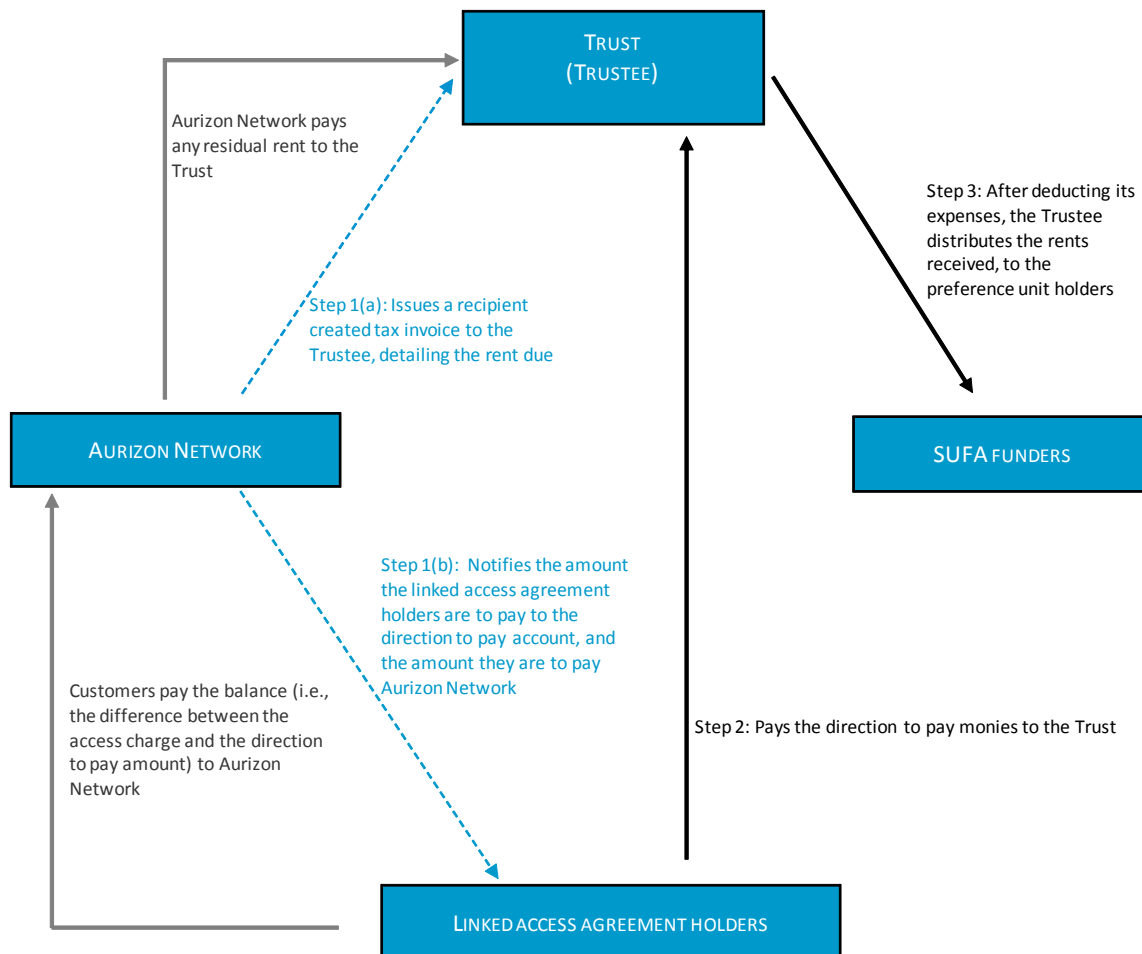 TRUST
(TRUSTEE)
Aurizon Network pays
any residual rent to the
Trust
Step 3: After deducting its
expenses, the Trustee
distributes the rents
received, to the
preference unit holders
Step 1(a): Issues a recipient
created tax invoice to the
Trustee, detailing the rent due
AURIZON NETWORK
SUFA FUNDERS
Step 1(b):  Notifies the amount
the linked access agreement
holders are to pay to the
direction to pay account, and
the amount they are to pay
Aurizon Network
Customers pay the balance (i.e.,
the difference between the
access charge and the direction
to pay amount) to Aurizon
Network
Step 2: Pays the direction to pay monies to the Trust
LINKED ACCESS AGREEMENT HOLDERS